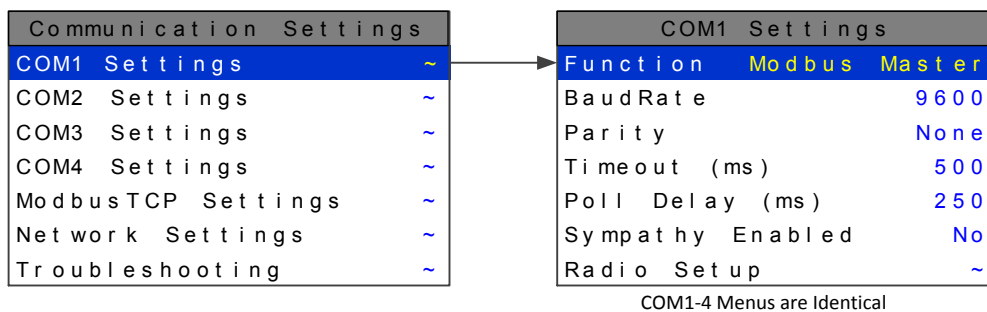 Communication Settings
COM1 Settings ~
COM2 Settings ~
COM3 Settings ~
COM4 Settings ~
ModbusTCP Settings ~
Network Settings ~
Troubleshooting ~
COM1 Settings
Function Modbus Master
BaudRate 9600
Parity None
Timeout (ms) 500
Poll Delay (ms) 250
Sympathy Enabled No
Radio Setup ~
COM1-4 Menus are Identical